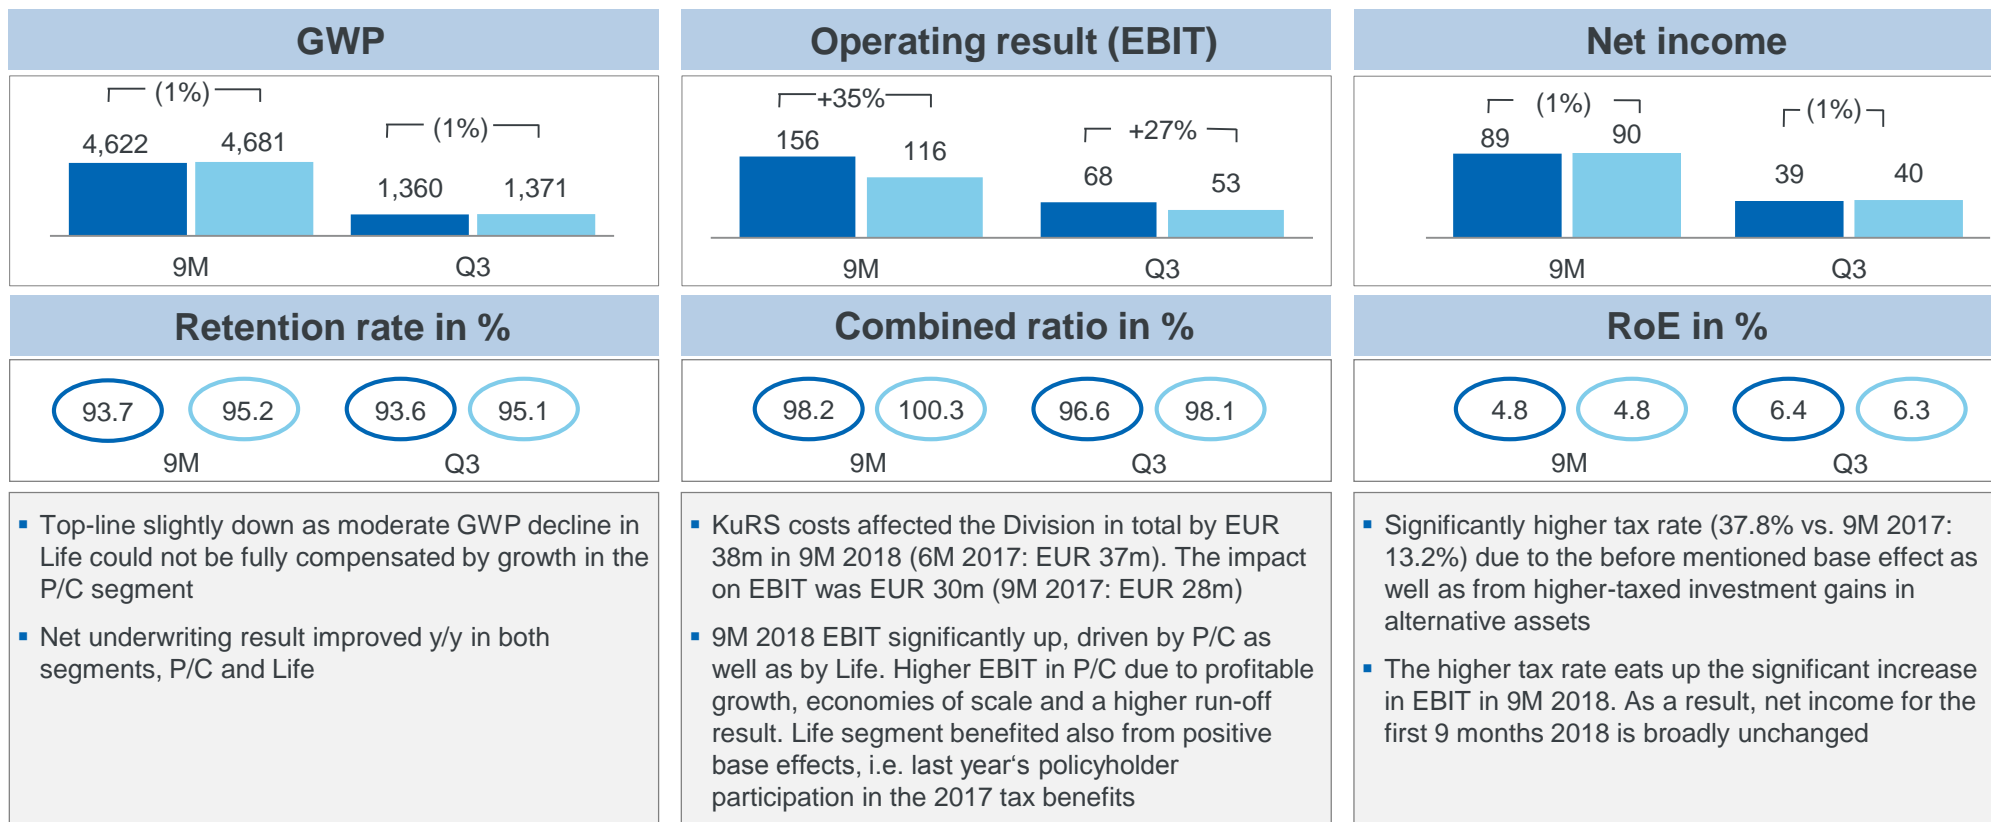 GWP
(1%)
4,622
4,681
(1%)
1,360
1,371
9M
Q3
Operating result (EBIT)
+35%
156
116
+27%
68
53
9M
Q3
Net income
(1%)
89
90
(1%)
39
40
9M
Q3
Retention rate in %
93.7
95.2
93.6
95.1
9M
Q3
Combined ratio in %
98.2
100.3
96.6
98.1
9M
Q3
RoE in %
4.8
4.8
6.4
6.3
9M
Q3
▪ Top-line slightly down as moderate GWP decline in
Life could not be fully compensated by growth in the
P/C segment
▪ Net underwriting result improved y/y in both
segments, P/C and Life
▪ KuRS costs affected the Division in total by EUR
38m in 9M 2018 (6M 2017: EUR 37m). The impact
on EBIT was EUR 30m (9M 2017: EUR 28m)
▪ 9M 2018 EBIT significantly up, driven by P/C as
well as by Life. Higher EBIT in P/C due to profitable
growth, economies of scale and a higher run-off
result. Life segment benefited also from positive
base effects, i.e. last year‘s policyholder
participation in the 2017 tax benefits
▪ Significantly higher tax rate (37.8% vs. 9M 2017:
13.2%) due to the before mentioned base effect as
well as from higher-taxed investment gains in
alternative assets
▪ The higher tax rate eats up the significant increase
in EBIT in 9M 2018. As a result, net income for the
first 9 months 2018 is broadly unchanged